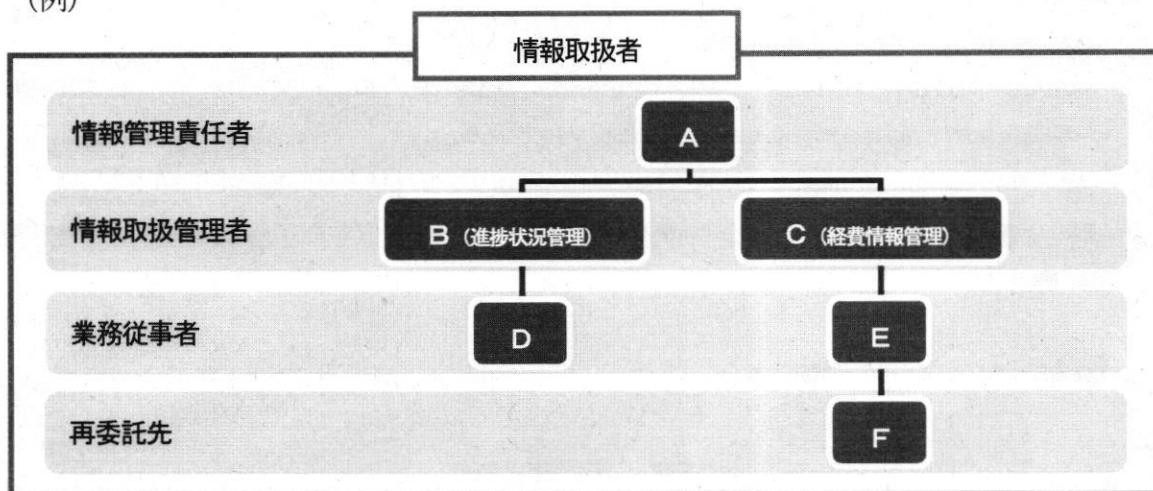 (例)
情報取扱者
情報管理責任者
A
情報取扱管理者
B (進捗状況管理)
C (経費情報管理)
業務従事者
D
E
再委託先
F